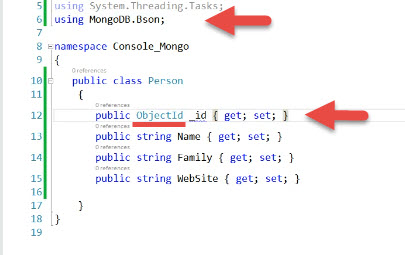 5 using System.Threading.Tasks;
6 using MongoDB.Bson;
7
8 namespace Console_Mongo
9 {
0 references
10 public class Person
11 {
0 references
12 public ObjectId _id { get; set; }
0 references
13 public string Name { get; set; }
0 references
14 public string Family { get; set; }
0 references
15 public string WebSite { get; set; }
16
17 }
18 }
19